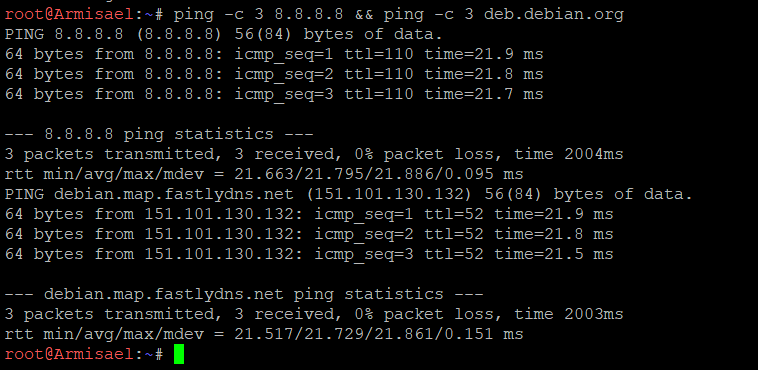 root@Armisael:~# ping -c 3 8.8.8.8 && ping -c 3 deb.debian.org
PING 8.8.8.8 (8.8.8.8) 56(84) bytes of data.
64 bytes from 8.8.8.8: icmp_seq=1 ttl=110 time=21.9 ms
64 bytes from 8.8.8.8: icmp_seq=2 ttl=110 time=21.8 ms
64 bytes from 8.8.8.8: icmp_seq=3 ttl=110 time=21.7 ms

--- 8.8.8.8 ping statistics ---
3 packets transmitted, 3 received, 0% packet loss, time 2004ms
rtt min/avg/max/mdev = 21.663/21.795/21.886/0.095 ms
PING debian.map.fastlydns.net (151.101.130.132) 56(84) bytes of data.
64 bytes from 151.101.130.132: icmp_seq=1 ttl=52 time=21.9 ms
64 bytes from 151.101.130.132: icmp_seq=2 ttl=52 time=21.8 ms
64 bytes from 151.101.130.132: icmp_seq=3 ttl=52 time=21.5 ms

--- debian.map.fastlydns.net ping statistics ---
3 packets transmitted, 3 received, 0% packet loss, time 2003ms
rtt min/avg/max/mdev = 21.517/21.729/21.861/0.151 ms
root@Armisael:~#